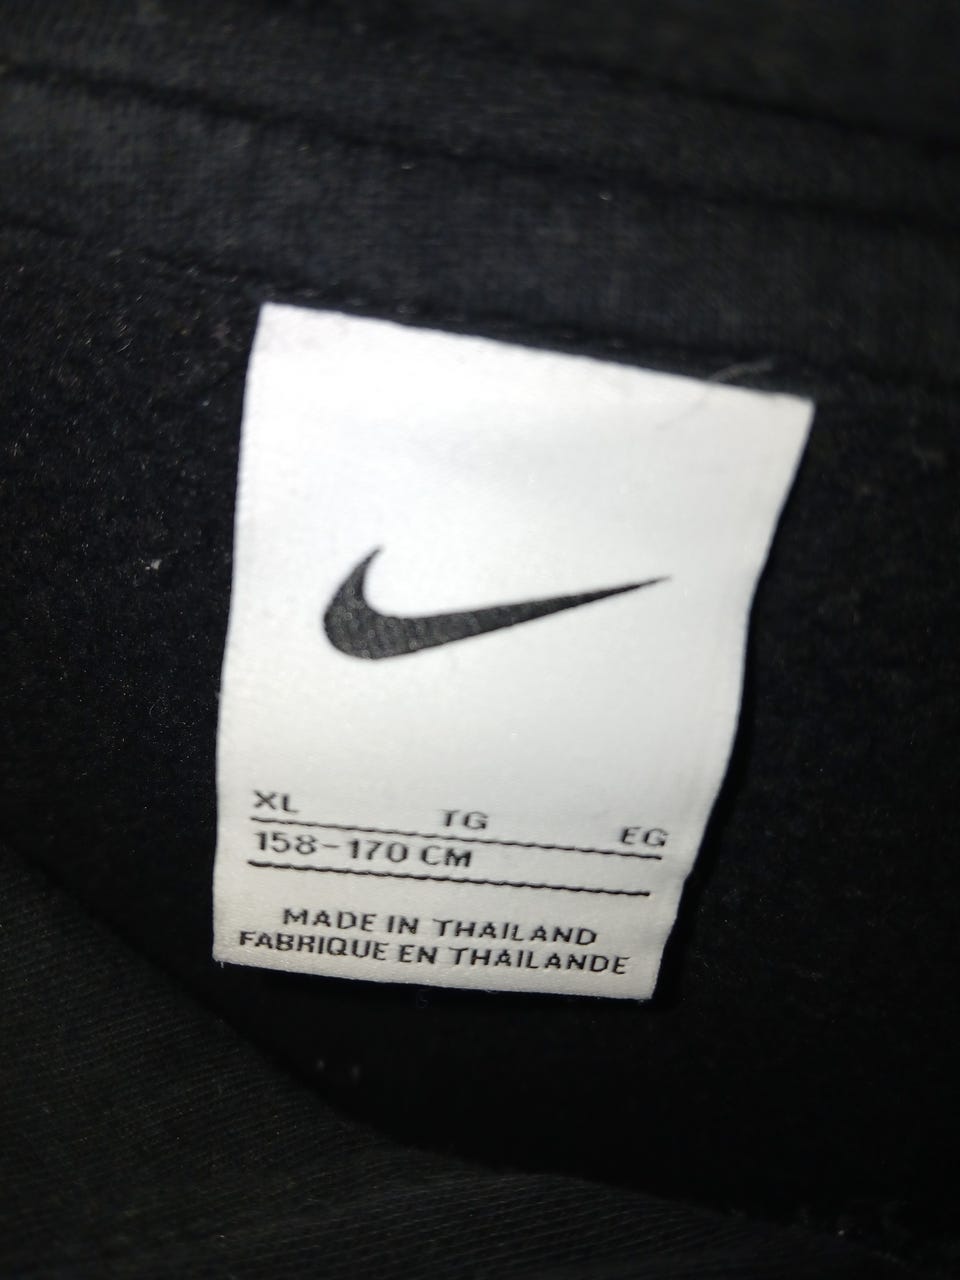 XL TG EG
158-170 CM
MADE IN THAILAND
FABRIQUE EN THAILANDE